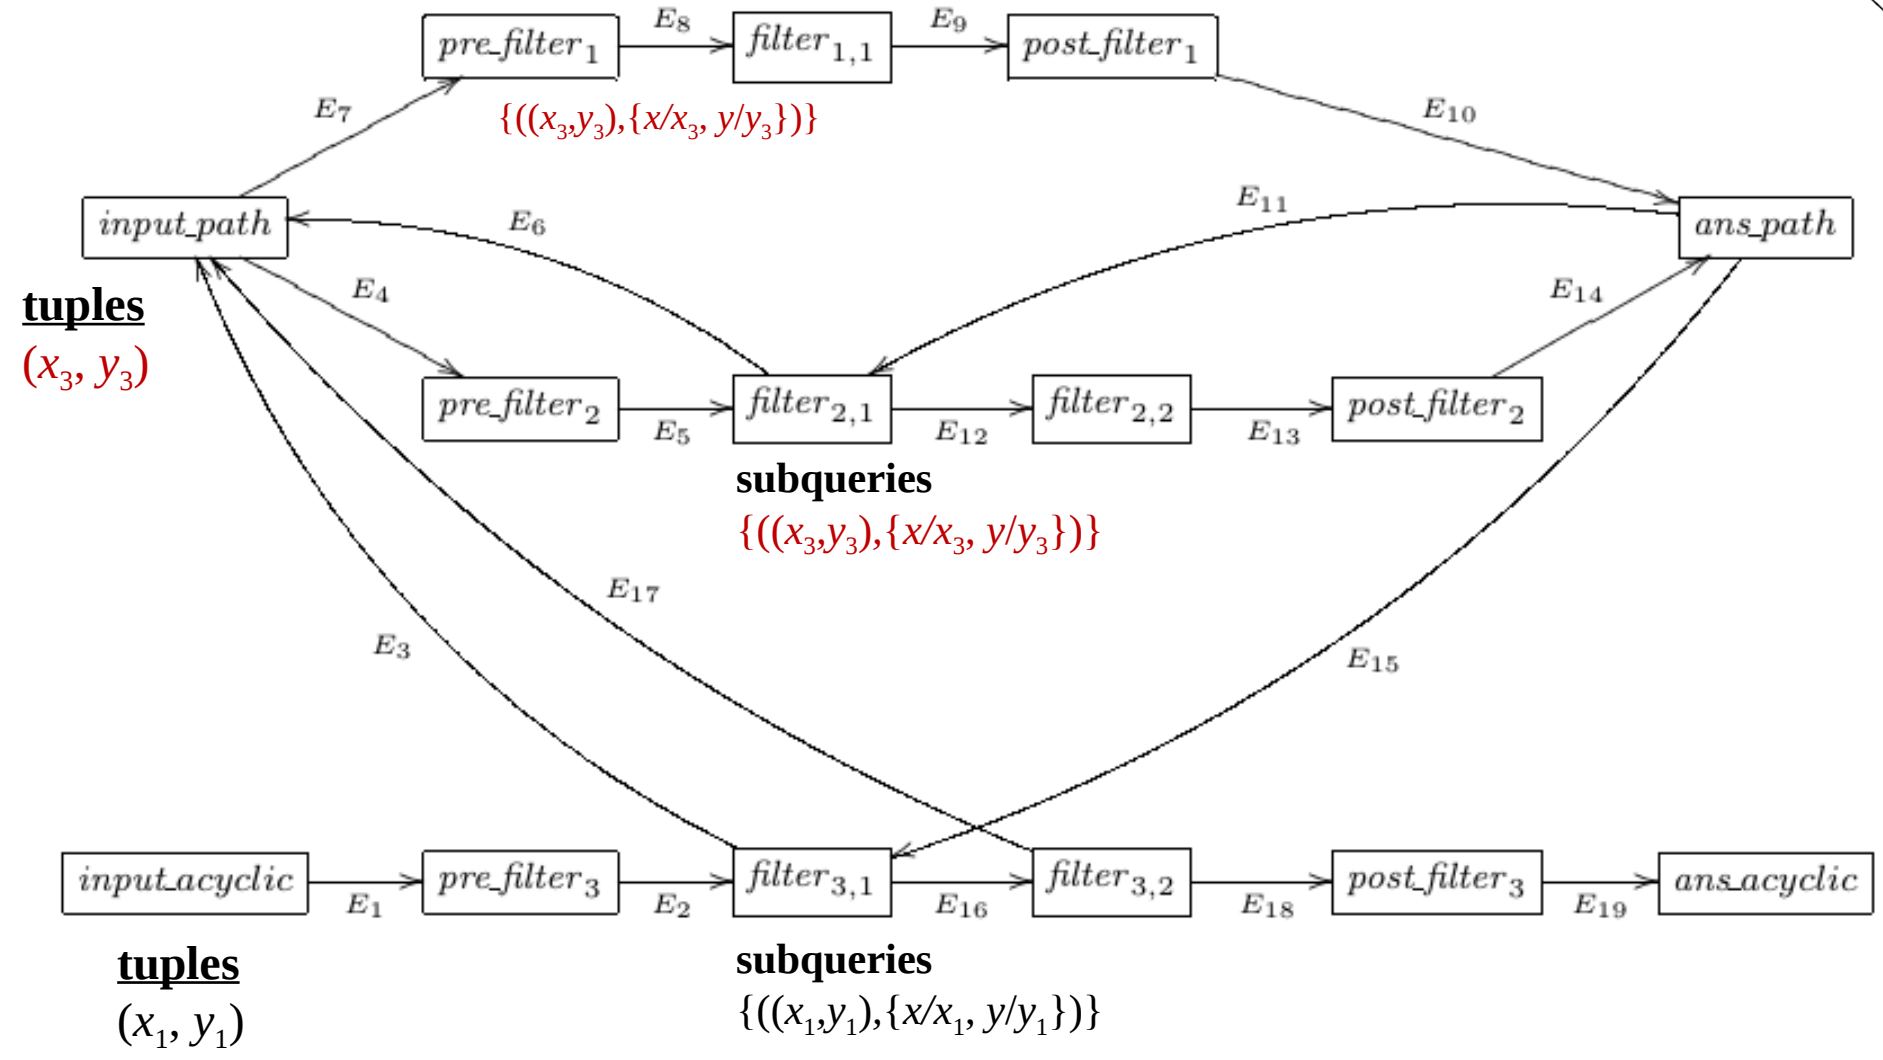 E₈ E₉
pre_filter₁ filter₁,₁ post_filter₁
E₇ {((x₃,y₃),{x/x₃, y/y₃})} E₁₀
E₆ E₁₁
input_path ans_path
E₄ E₁₄
tuples
(x₃, y₃)
pre_filter₂ filter₂,₁ filter₂,₂ post_filter₂
E₅ E₁₂ E₁₃
subqueries
{((x₃,y₃),{x/x₃, y/y₃})}
E₁₇
E₃ E₁₅
input_acyclic pre_filter₃ filter₃,₁ filter₃,₂ post_filter₃ ans_acyclic
E₁ E₂ E₁₆ E₁₈ E₁₉
tuples subqueries
(x₁, y₁) {((x₁,y₁),{x/x₁, y/y₁})}